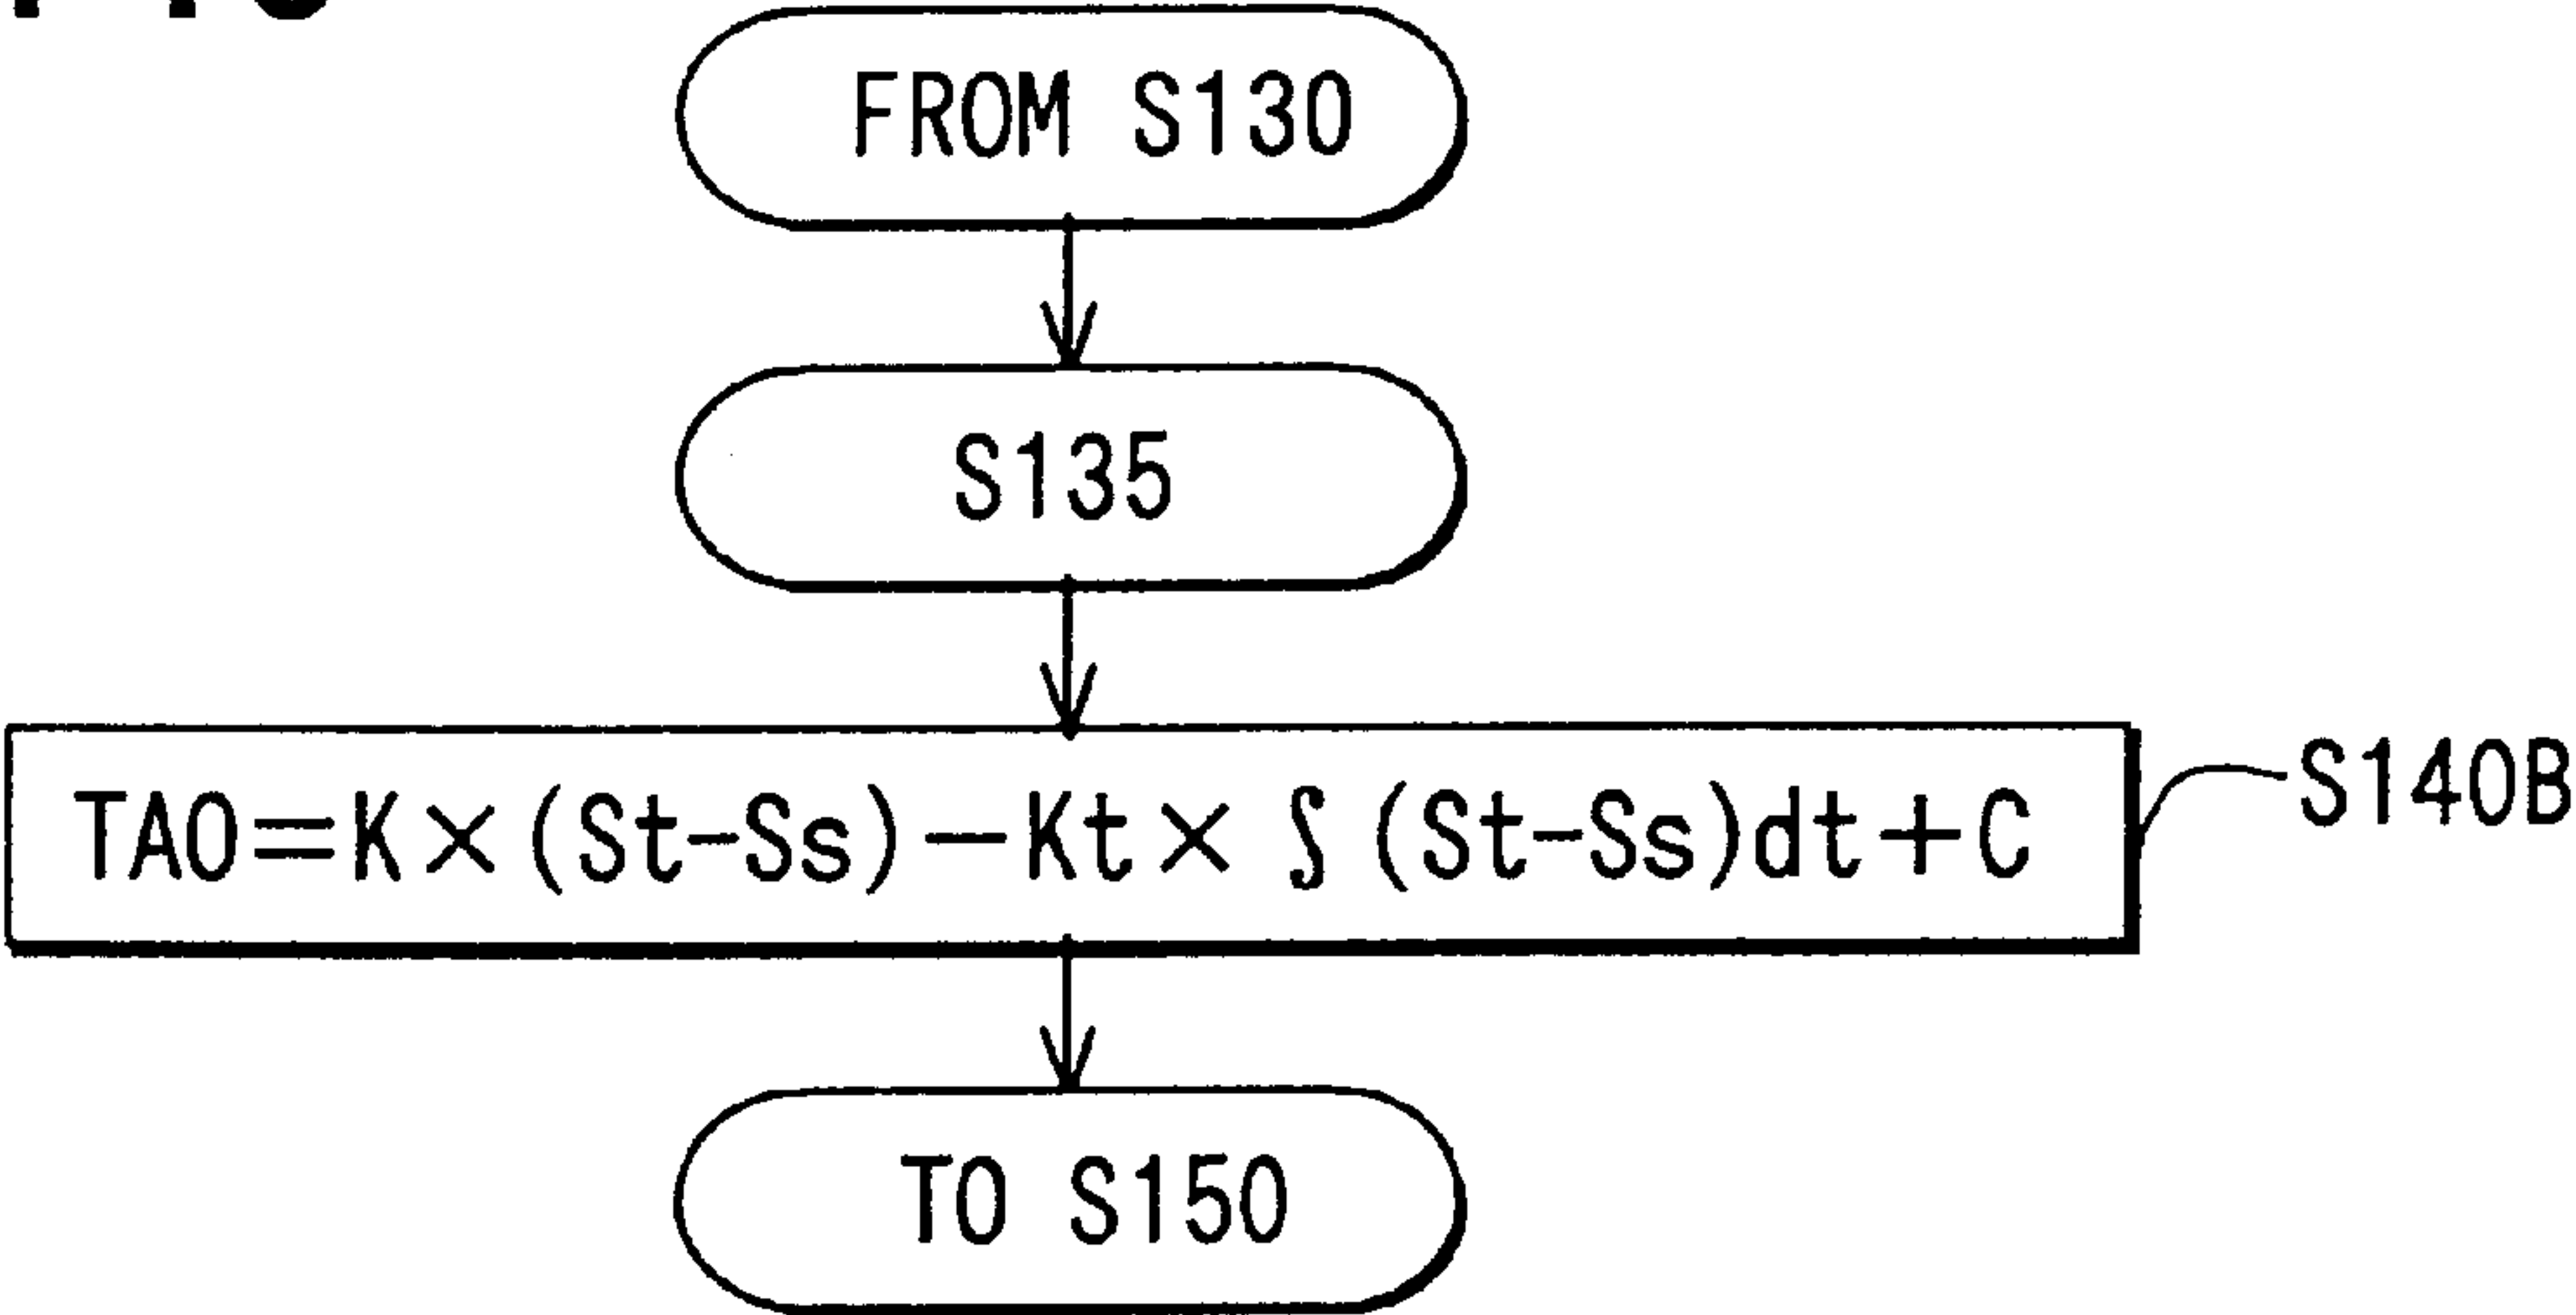 FROM S130
S135
TAO=K×(St-Ss)-Kt×∫(St-Ss)dt+C
S140B
TO S150